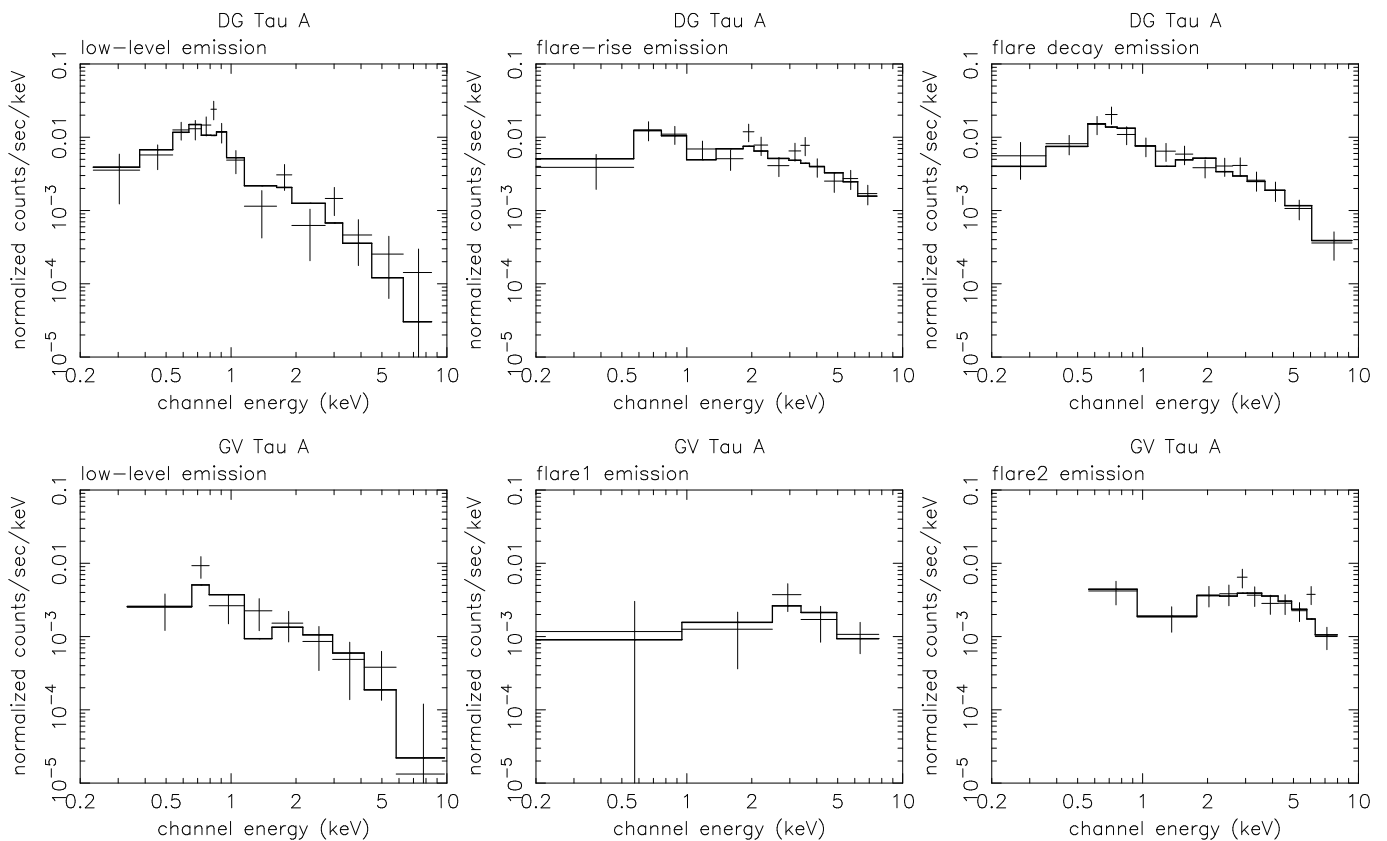 DG Tau A
low-level emission
normalized counts/sec/keV
0.1
0.01
10⁻³
10⁻⁴
10⁻⁵
0.2 0.5 1 2 5 10
channel energy (keV)
DG Tau A
flare-rise emission
normalized counts/sec/keV
0.1
0.01
10⁻³
10⁻⁴
10⁻⁵
0.2 0.5 1 2 5 10
channel energy (keV)
DG Tau A
flare decay emission
normalized counts/sec/keV
0.1
0.01
10⁻³
10⁻⁴
10⁻⁵
0.2 0.5 1 2 5 10
channel energy (keV)
GV Tau A
low-level emission
normalized counts/sec/keV
0.1
0.01
10⁻³
10⁻⁴
10⁻⁵
0.2 0.5 1 2 5 10
channel energy (keV)
GV Tau A
flare1 emission
normalized counts/sec/keV
0.1
0.01
10⁻³
10⁻⁴
10⁻⁵
0.2 0.5 1 2 5 10
channel energy (keV)
GV Tau A
flare2 emission
normalized counts/sec/keV
0.1
0.01
10⁻³
10⁻⁴
10⁻⁵
0.2 0.5 1 2 5 10
channel energy (keV)